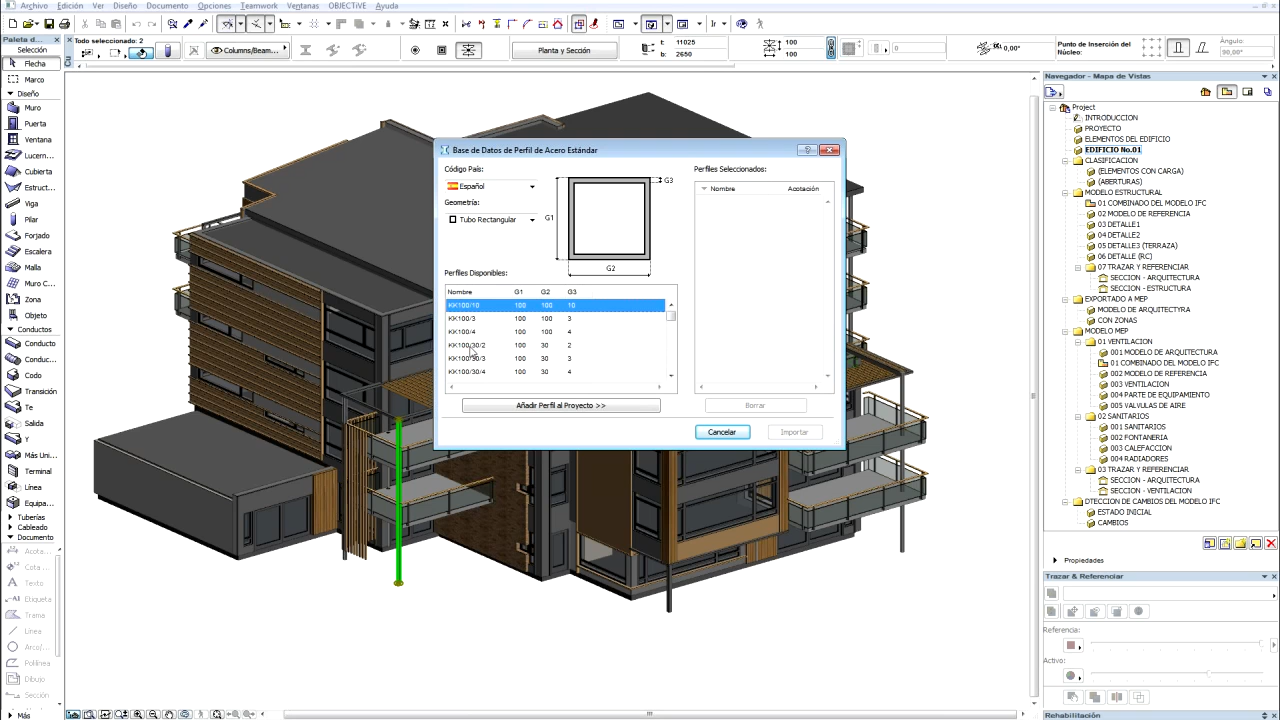 Archivo Edición Ver Diseño Documento Opciones Teamwork Ventanas OBJECTiVE Ayuda
Paleta d...
Selección
Flecha
Marco
Diseño
Muro
Puerta
Ventana
Lucern...
Cubierta
Estruct...
Viga
Pilar
Forjado
Escalera
Malla
Muro C...
Zona
Objeto
Conductos
Conducto
Conduc...
Codo
Transición
Te
Salida
Y
Más Uni...
Terminal
Línea
Equipa...
Tuberías
Cableado
Documento
Acota...
Cota ...
Texto
Etiqueta
Trama
Línea
Arco/...
Polilínea
Dibujo
Sección
Más
Todo seleccionado: 2
Columns/Beam...
Planta y Sección
t: 11025
b: 2650
100
100
0
0,00°
Punto de Inserción del
Núcleo:
Ángulo
90,00°
Base de Datos de Perfil de Acero Estándar
Código País:
Español
Geometría:
Tubo Rectangular
G1
G2
G3
Perfiles Disponibles:
Nombre G1 G2 G3
KK100/10 100 100 10
KK100/3 100 100 3
KK100/4 100 100 4
KK100/30/2 100 30 2
KK100/30/3 100 30 3
KK100/30/4 100 30 4
Añadir Perfil al Proyecto >>
Perfiles Seleccionados:
Nombre Acotación
Borrar
Cancelar
Importar
Navegador - Mapa de Vistas
Project
INTRODUCCION
PROYECTO
ELEMENTOS DEL EDIFICIO
EDIFICIO No.01
CLASIFICACION
(ELEMENTOS CON CARGA)
(ABERTURAS)
MODELO ESTRUCTURAL
01 COMBINADO DEL MODELO IFC
02 MODELO DE REFERENCIA
03 DETALLE1
04 DETALLE2
05 DETALLE3 (TERRAZA)
06 DETALLE (RC)
07 TRAZAR Y REFERENCIAR
SECCION - ARQUITECTURA
SECCION - ESTRUCTURA
EXPORTADO A MEP
MODELO DE ARQUITECTYRA
CON ZONAS
MODELO MEP
01 VENTILACION
001 MODELO DE ARQUITECTURA
01 COMBINADO DEL MODELO IFC
002 MODELO DE REFERENCIA
003 VENTILACION
004 PARTE DE EQUIPAMIENTO
005 VALVULAS DE AIRE
02 SANITARIOS
001 SANITARIOS
002 FONTANERIA
003 CALEFACCION
004 RADIADORES
03 TRAZAR Y REFERENCIAR
SECCION - ARQUITECTURA
SECCION - VENTILACION
DTECCION DE CAMBIOS DEL MODELO IFC
ESTADO INICIAL
CAMBIOS
Propiedades
Trazar & Referenciar
Referencia:
Activo:
Rehabilitación